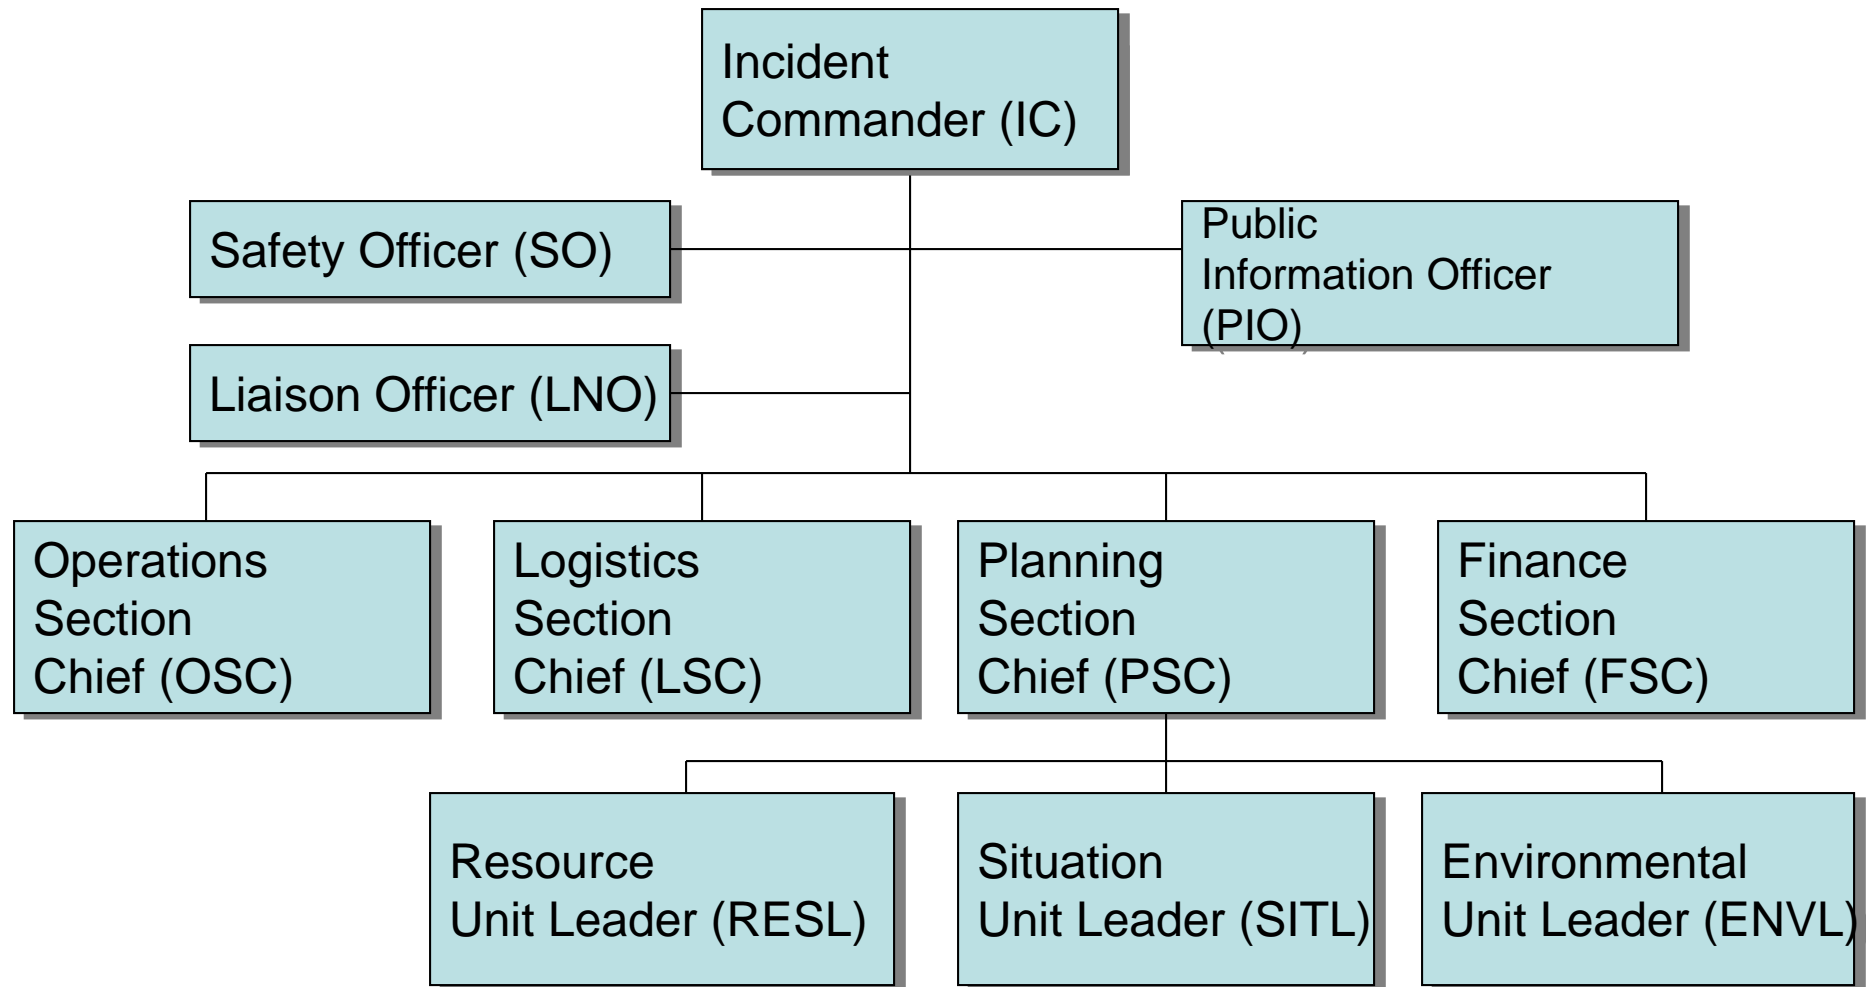 Incident
Commander (IC)
Safety Officer (SO)
Public
Information Officer
(PIO)
Liaison Officer (LNO)
Operations
Section
Chief (OSC)
Logistics
Section
Chief (LSC)
Planning
Section
Chief (PSC)
Finance
Section
Chief (FSC)
Resource
Unit Leader (RESL)
Situation
Unit Leader (SITL)
Environmental
Unit Leader (ENVL)